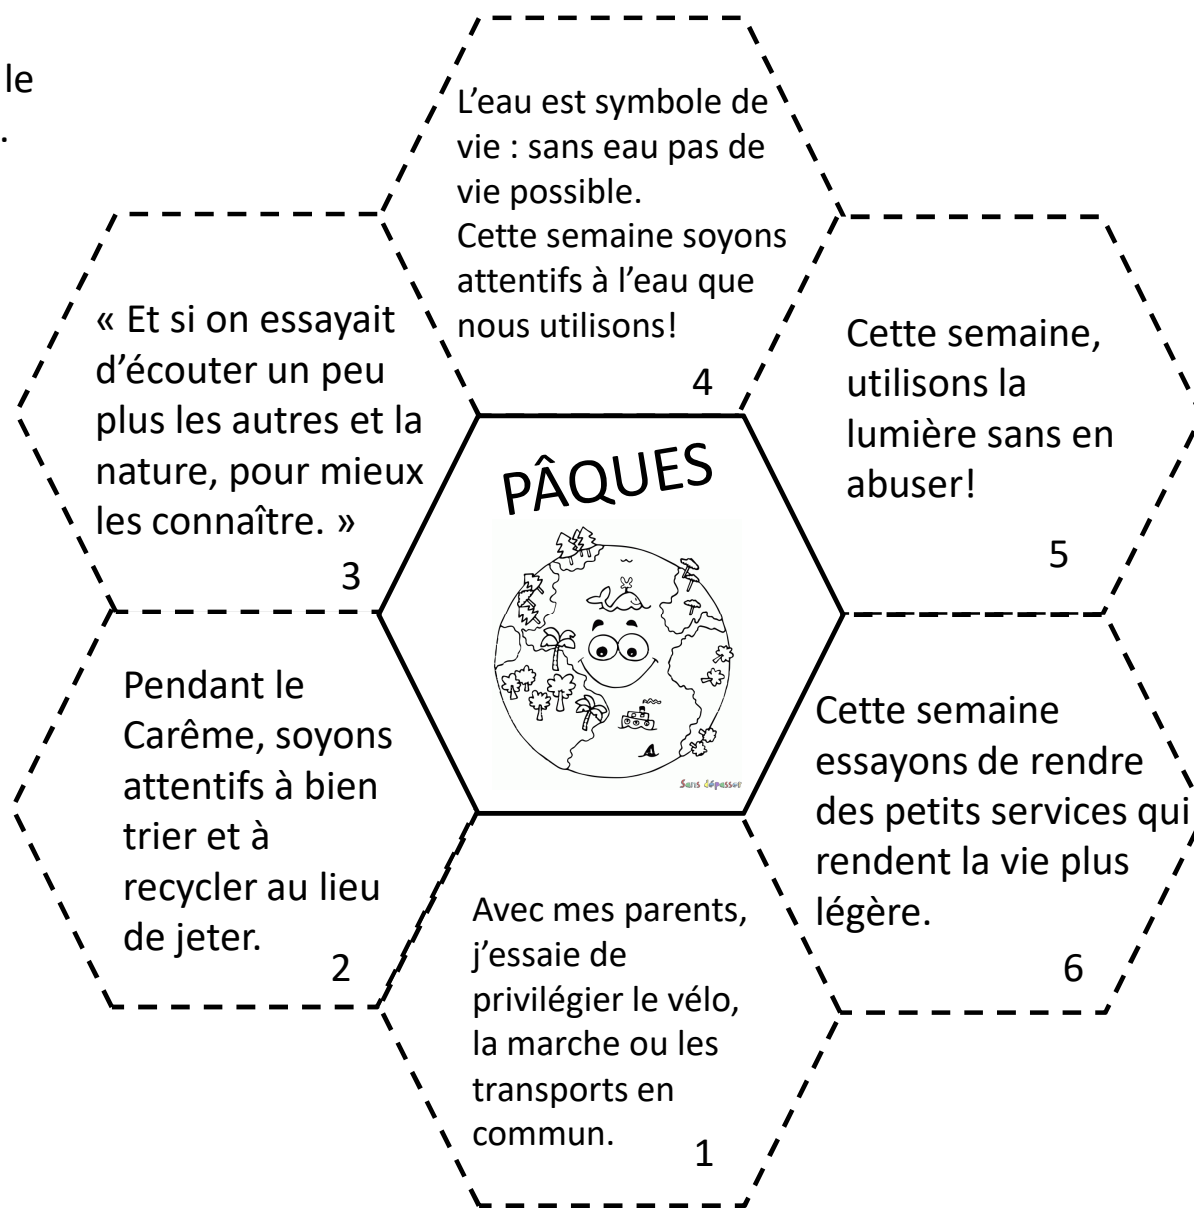 le
.
L’eau est symbole de
vie : sans eau pas de
vie possible.
Cette semaine soyons
attentifs à l’eau que
nous utilisons!
4
« Et si on essayait
d’écouter un peu
plus les autres et la
nature, pour mieux
les connaître. »
3
Cette semaine,
utilisons la
lumière sans en
abuser!
5
PÂQUES
Sans dépasser
Pendant le
Carême, soyons
attentifs à bien
trier et à
recycler au lieu
de jeter.
2
Cette semaine
essayons de rendre
des petits services qui
rendent la vie plus
légère.
6
Avec mes parents,
j’essaie de
privilégier le vélo,
la marche ou les
transports en
commun.
1